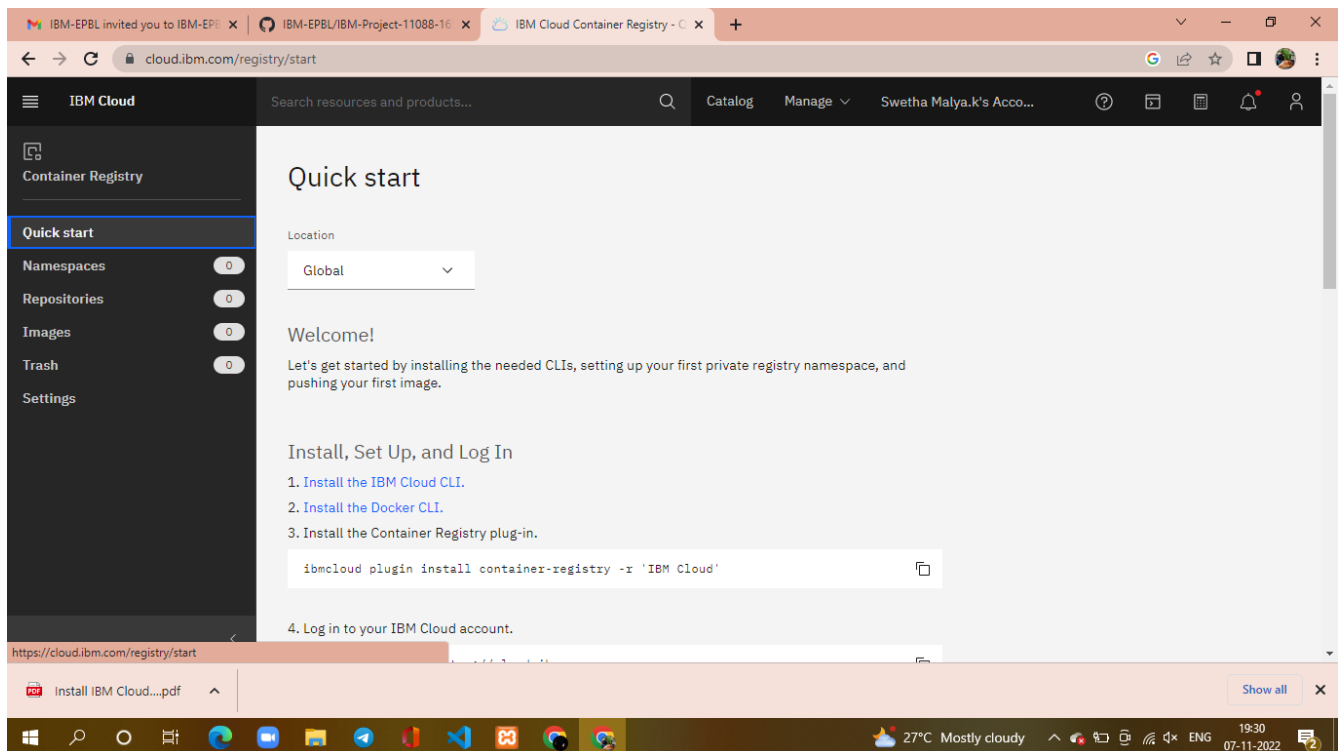 IBM-EPBL invited you to IBM-EPB
IBM-EPBL/IBM-Project-11088-16
IBM Cloud Container Registry - C
cloud.ibm.com/registry/start
IBM Cloud
Search resources and products...
Catalog
Manage
Swetha Malya.k's Acco...
Container Registry
Quick start
Namespaces 0
Repositories 0
Images 0
Trash 0
Settings
Quick start
Location
Global
Welcome!
Let's get started by installing the needed CLIs, setting up your first private registry namespace, and
pushing your first image.
Install, Set Up, and Log In
1. Install the IBM Cloud CLI.
2. Install the Docker CLI.
3. Install the Container Registry plug-in.
ibmcloud plugin install container-registry -r 'IBM Cloud'
4. Log in to your IBM Cloud account.
https://cloud.ibm.com/registry/start
PDF
Install IBM Cloud....pdf
Show all
27°C Mostly cloudy
ENG
19:30
07-11-2022
2